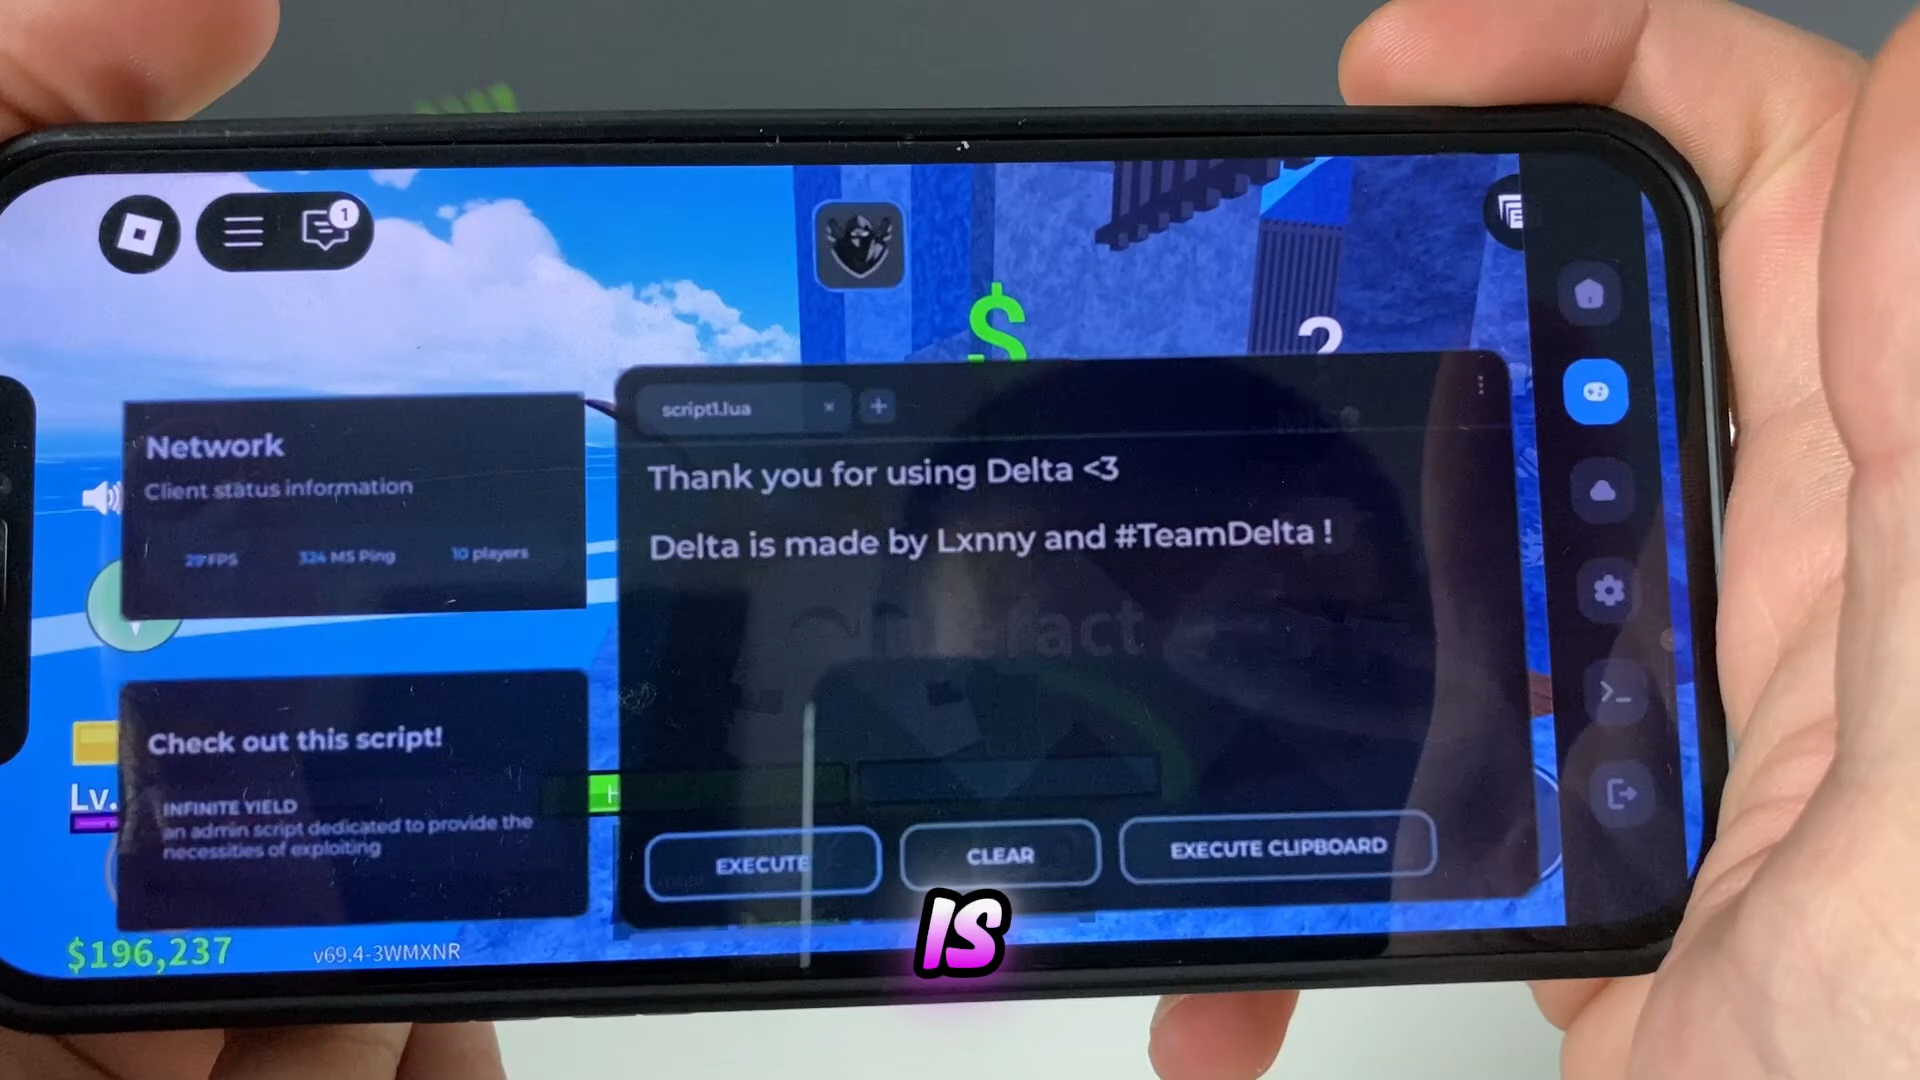 1
$
?
script1.lua
Network
Client status information
29 FPS
324 MS Ping
10 players
Thank you for using Delta <3
Delta is made by Lxnny and #TeamDelta !
Interact
Check out this script!
Lv.
INFINITE YIELD
an admin script dedicated to provide the
necessities of exploiting
H
EXECUTE
CLEAR
EXECUTE CLIPBOARD
IS
$196,237
v69.4-3WMXNR